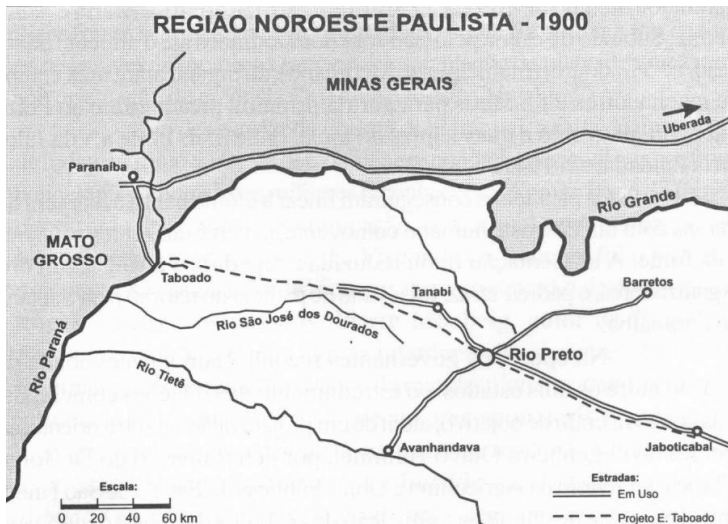 REGIÃO NOROESTE PAULISTA - 1900
MINAS GERAIS
Uberada
Paranaíba
Rio Grande
MATO
GROSSO
Taboado
Tanabi
Barretos
Rio São José dos Dourados
Rio Preto
Rio Paraná
Rio Tietê
Avanhandava
Jaboticabal
Escala:
0 20 40 60 km
Estradas:
Em Uso
Projeto E. Taboado